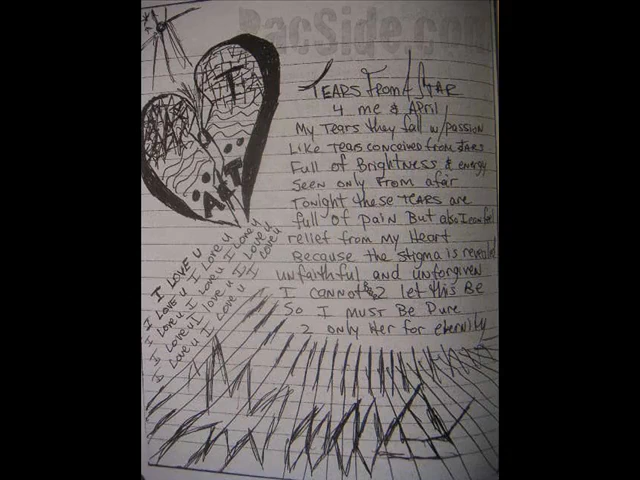 BacSide.com
TEARS FROM A STAR
4 me & April
My Tears they fall w/passion
Like Tears conceived from stars
Full of Brightness & energy
Seen only From afar
Tonight these TEARS are
full of pain But also I can feel
relief from My Heart
Because the stigma is revealed
unfaithful and unforgiven
I cannot 2 let this Be
So I must Be Pure
2 only Her for eternity
T
A&T
I LOVE U
I Love u I Love u
I Love u I Love u I Love u
I Love u I Love u I Love u
I Love u I Love u